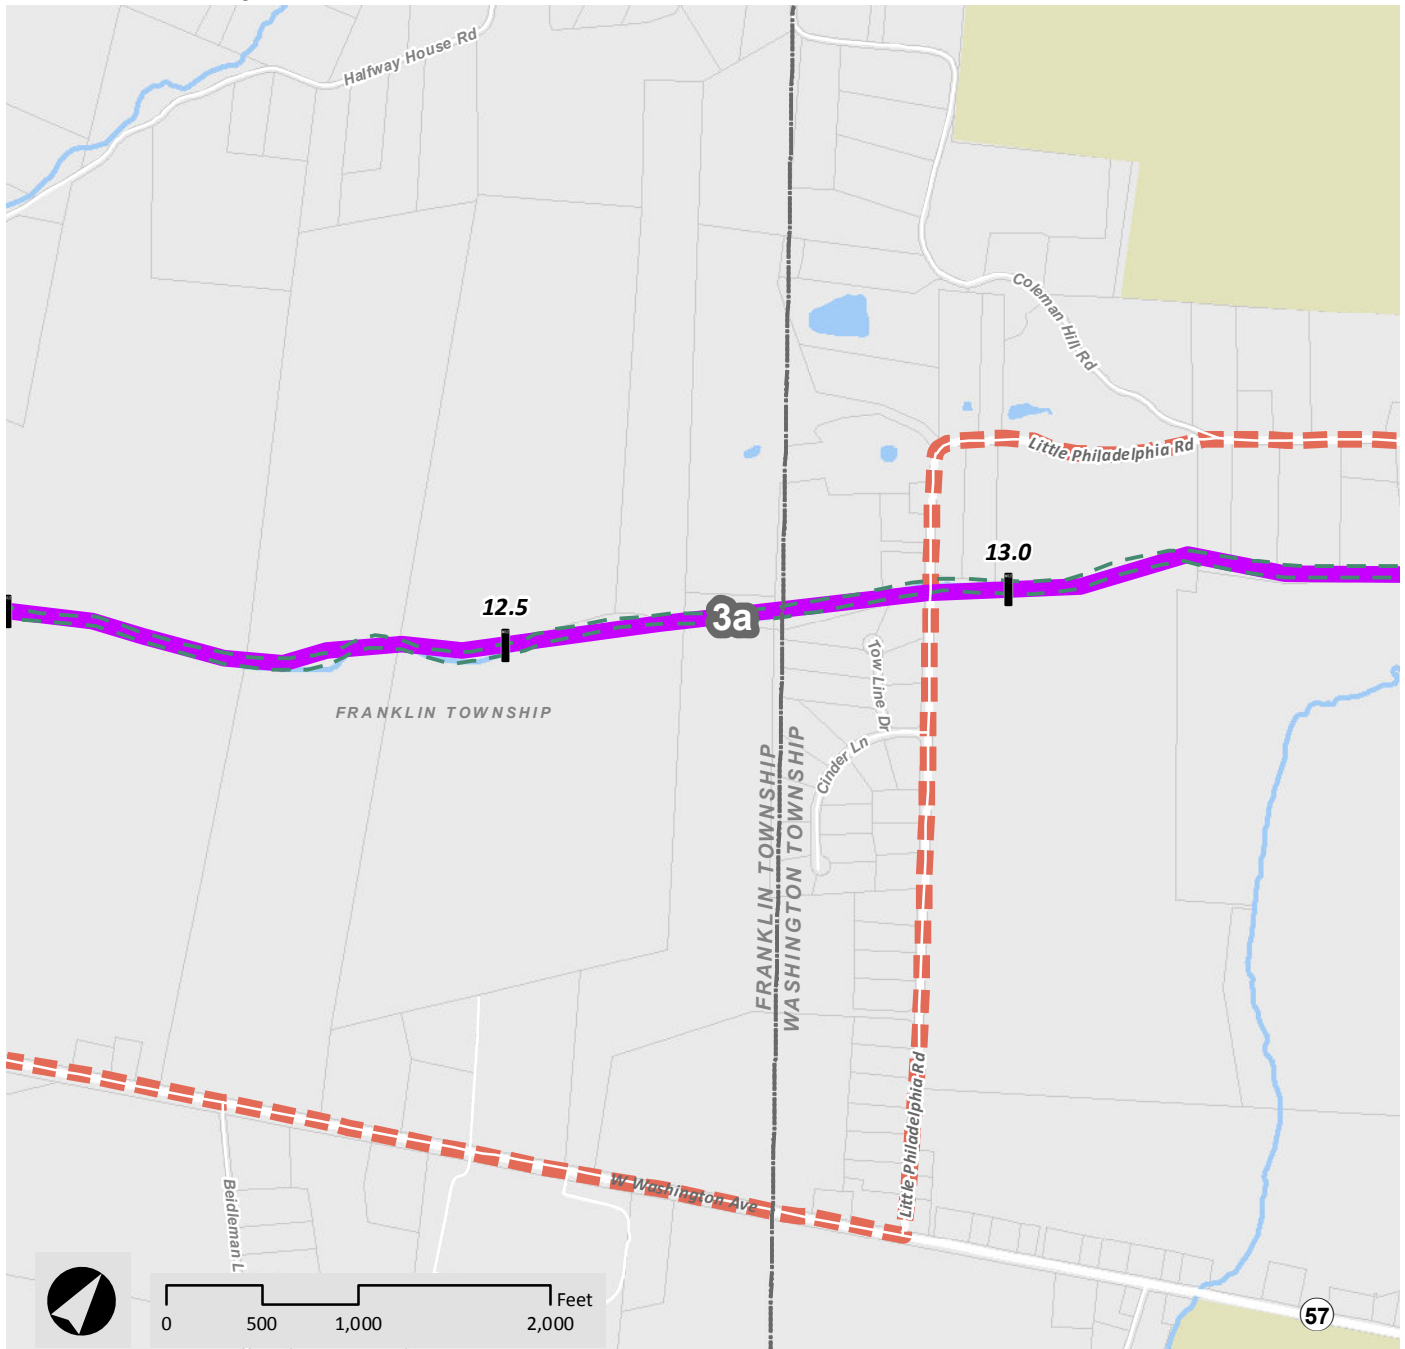 Halfway House Rd
Coleman Hill Rd
Little Philadelphia Rd
13.0
12.5
3a
Tow Line Dr
FRANKLIN TOWNSHIP
Cinder Ln
FRANKLIN TOWNSHIP
WASHINGTON TOWNSHIP
Little Philadelphia Rd
W Washington Ave
Beidleman L
Feet
0 500 1,000 2,000
57